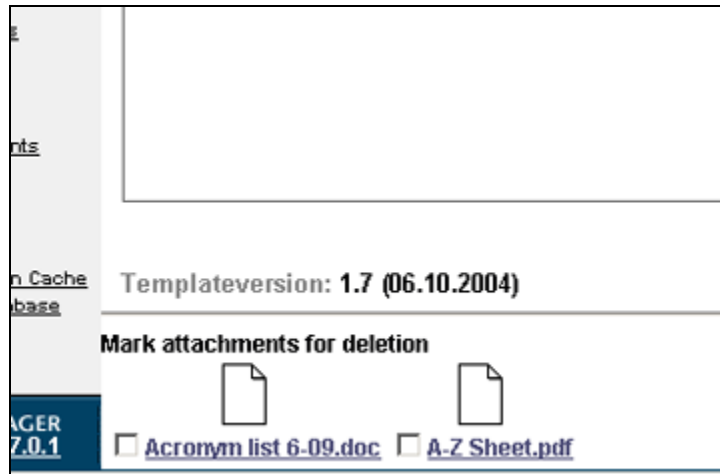 nts
n Cache
base
Templateversion: 1.7 (06.10.2004)
Mark attachments for deletion
AGER
7.0.1
Acronym list 6-09.doc A-Z Sheet.pdf